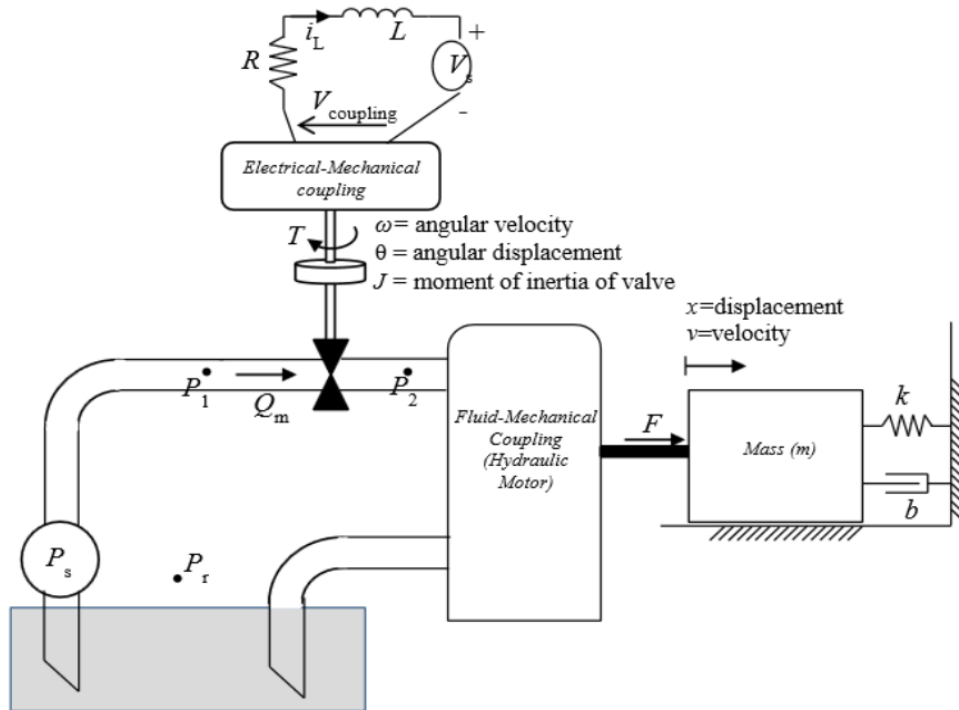 i_L
L
+
R
V_s
V_coupling
-
Electrical-Mechanical
coupling
T
ω= angular velocity
θ = angular displacement
J = moment of inertia of valve
x=displacement
v=velocity
P_1
P_2
Q_m
k
Fluid-Mechanical
Coupling
(Hydraulic
Motor)
F
Mass (m)
b
P_s
P_r